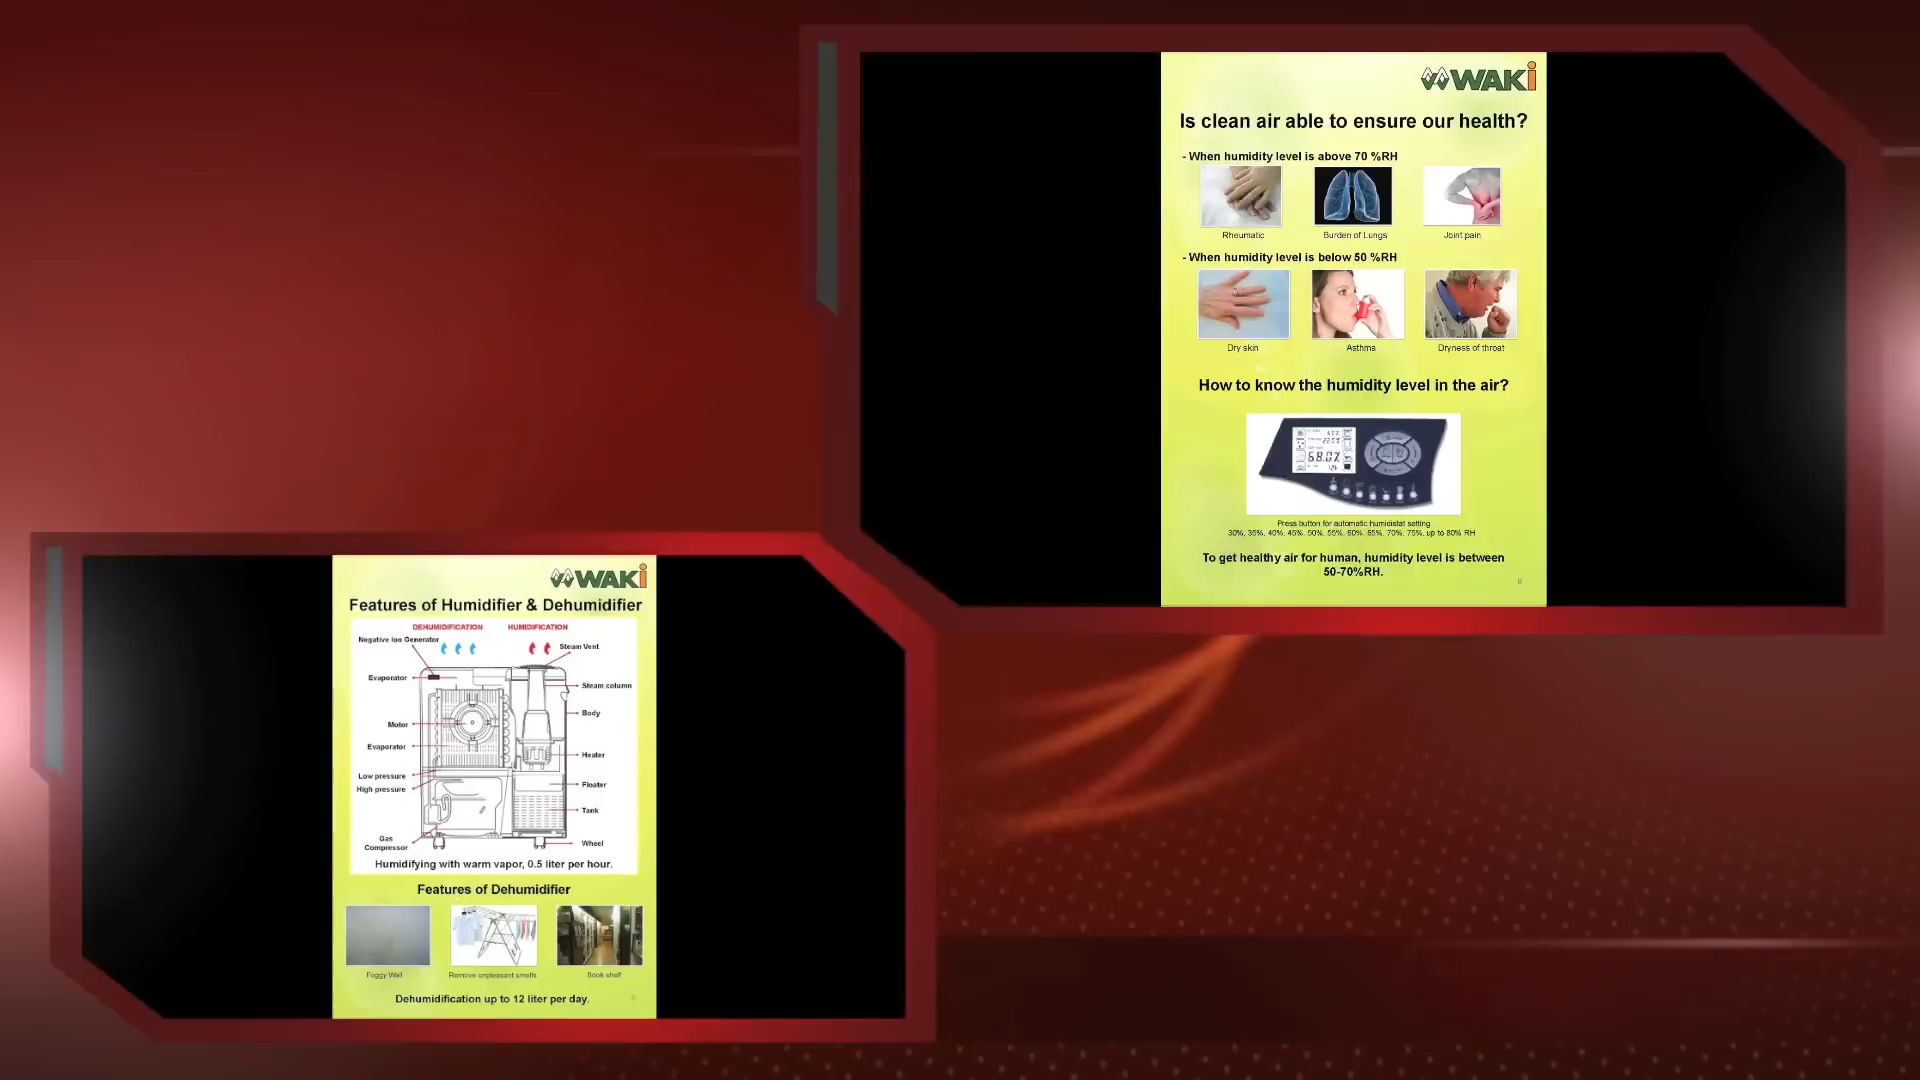 WAKi
Is clean air able to ensure our health?
- When humidity level is above 70 %RH
Rheumatic
Burden of Lungs
Joint pain
- When humidity level is below 50 %RH
Dry skin
Asthma
Dryness of throat
How to know the humidity level in the air?
68.0%
Press button for automatic humidistat setting
30%, 35%, 40%, 45%, 50%, 55%, 60%, 65%, 70%, 75%, up to 80% RH
To get healthy air for human, humidity level is between
50-70%RH.
8
WAKi
Features of Humidifier & Dehumidifier
DEHUMIDIFICATION
HUMIDIFICATION
Negative Ion Generator
Steam Vent
Evaporator
Steam column
Body
Motor
Evaporator
Heater
Low pressure
High pressure
Floater
Tank
Gas
Compressor
Wheel
Humidifying with warm vapor, 0.5 liter per hour.
Features of Dehumidifier
Foggy Wall
Remove unpleasant smells
Book shelf
Dehumidification up to 12 liter per day.
9